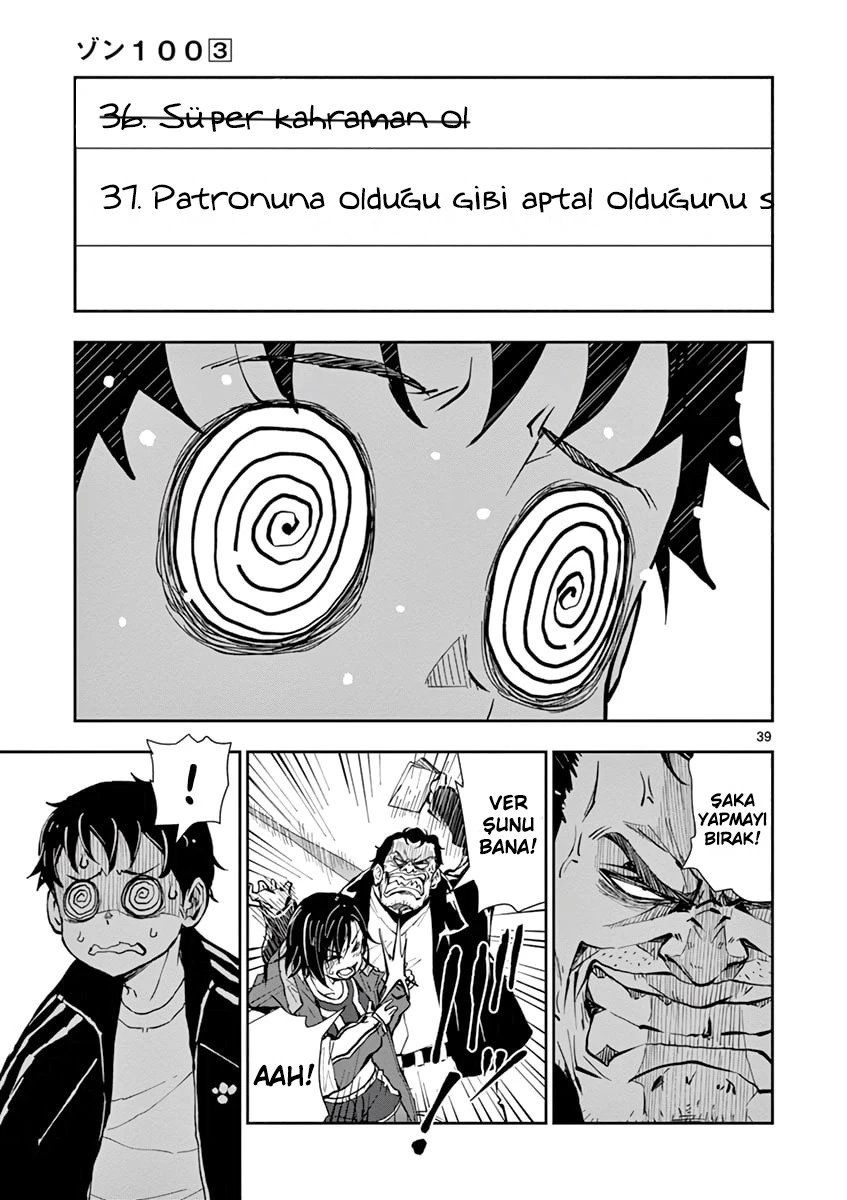 ゾン100 3
36. Süper kahraman ol
37. Patronuna olduğu gibi aptal olduğunu s
39
ŞAKA
YAPMAYI
BIRAK!
VER
ŞUNU
BANA!
AAH!
!